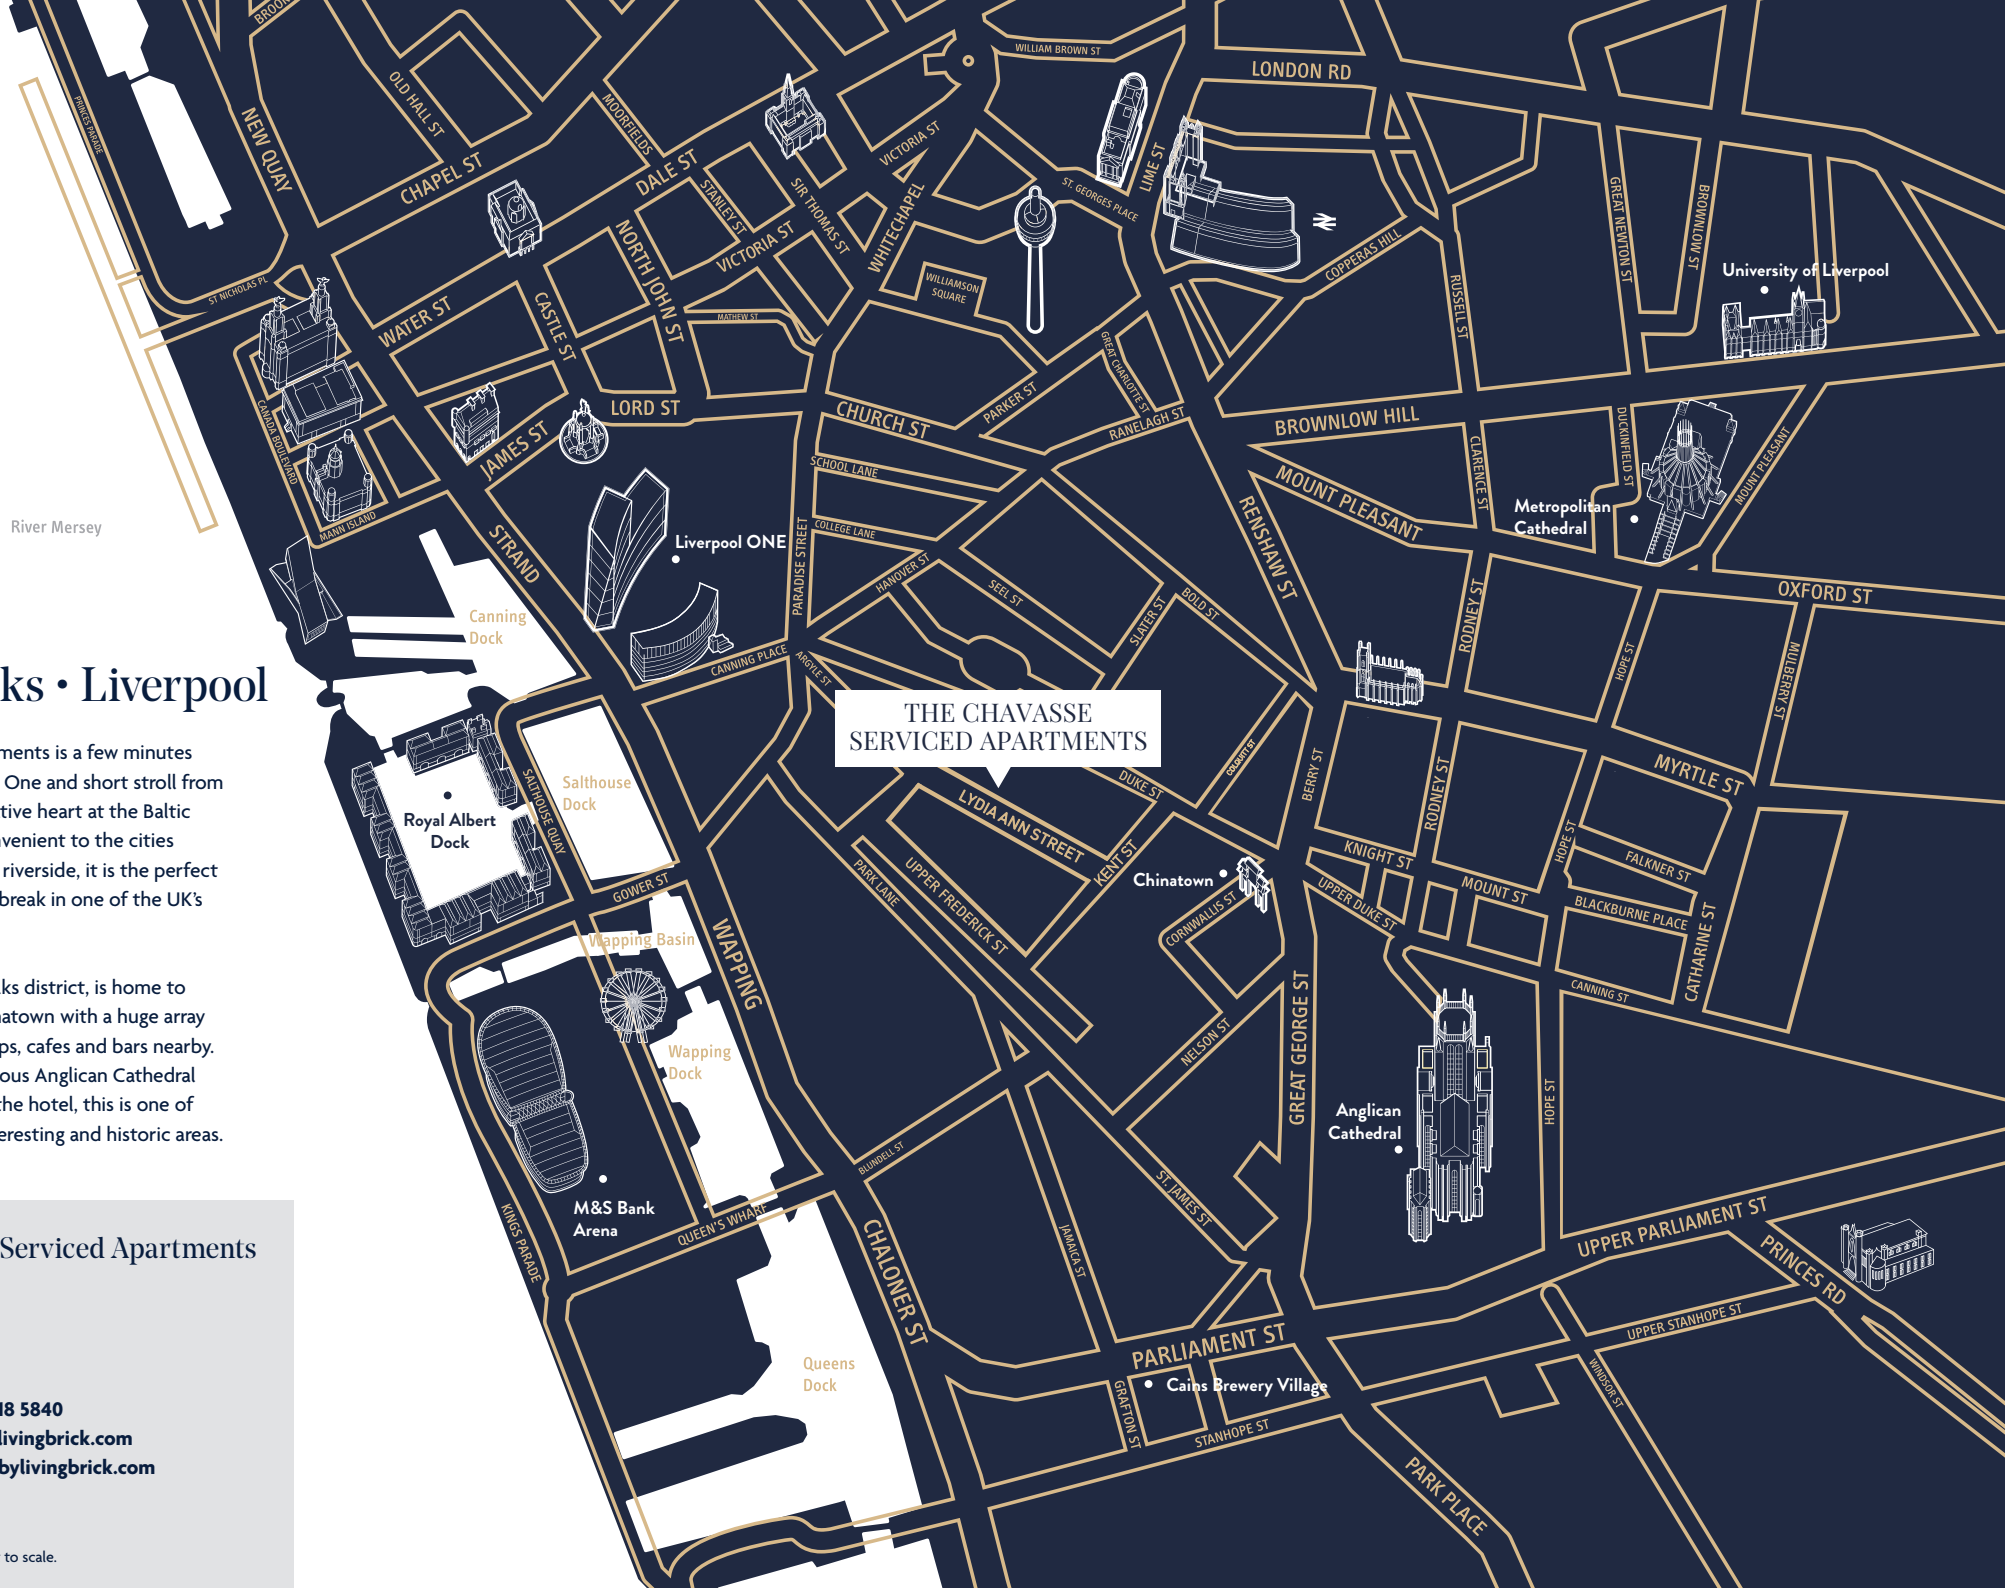 BROOK
OLD HALL ST
PRINCES PARADE
NEW QUAY
CHAPEL ST
MOORFIELDS
DALE ST
STANLEY ST
SIR THOMAS ST
VICTORIA ST
VICTORIA ST
WHITECHAPEL
WILLIAM BROWN ST
LONDON RD
LIME ST
ST. GEORGES PLACE
COPPERAS HILL
RUSSELL ST
GREAT NEWTON ST
BROWNLOW ST
University of Liverpool
ST NICHOLAS PL
WATER ST
CASTLE ST
NORTH JOHN ST
MATHEW ST
WILLIAMSON
SQUARE
GREAT CHARLOTTE ST
PARKER ST
RANELAGH ST
LORD ST
CHURCH ST
JAMES ST
CANADA BOULEVARD
MANN ISLAND
STRAND
SCHOOL LANE
COLLEGE LANE
PARADISE STREET
HANOVER ST
SEEL ST
SLATER ST
BOLD ST
RENSHAW ST
BROWNLOW HILL
MOUNT PLEASANT
CLARENCE ST
DUCKINFIELD ST
MOUNT PLEASANT
Metropolitan
Cathedral
OXFORD ST
River Mersey
Liverpool ONE
Canning
Dock
CANNING PLACE
ARGYLE ST
RODNEY ST
HOPE ST
MULBERRY ST
ks • Liverpool
THE CHAVASSE
SERVICED APARTMENTS
ments is a few minutes
One and short stroll from
tive heart at the Baltic
nvenient to the cities
riverside, it is the perfect
break in one of the UK's
Salthouse
Dock
SALTHOUSE QUAY
Royal Albert
Dock
GOWER ST
LYDIA ANN STREET
DUKE ST
COLQUITT ST
BERRY ST
RODNEY ST
MYRTLE ST
KENT ST
PARK LANE
UPPER FREDERICK ST
Chinatown
CORNWALLIS ST
KNIGHT ST
UPPER DUKE ST
MOUNT ST
HOPE ST
FALKNER ST
BLACKBURNE PLACE
CATHARINE ST
CANNING ST
Wapping Basin
WAPPING
Wapping
Dock
NELSON ST
GREAT GEORGE ST
HOPE ST
Anglican
Cathedral
ks district, is home to
natown with a huge array
ps, cafes and bars nearby.
ous Anglican Cathedral
the hotel, this is one of
eresting and historic areas.
BLUNDELL ST
ST. JAMES ST
JAMAICA ST
M&S Bank
Arena
QUEEN'S WHARF
KINGS PARADE
CHALONER ST
UPPER PARLIAMENT ST
PRINCES RD
Serviced Apartments
UPPER STANHOPE ST
WINDSOR ST
PARLIAMENT ST
Cains Brewery Village
GRAFTON ST
STANHOPE ST
Queens
Dock
PARK PLACE
18 5840
livingbrick.com
bylivingbrick.com
to scale.